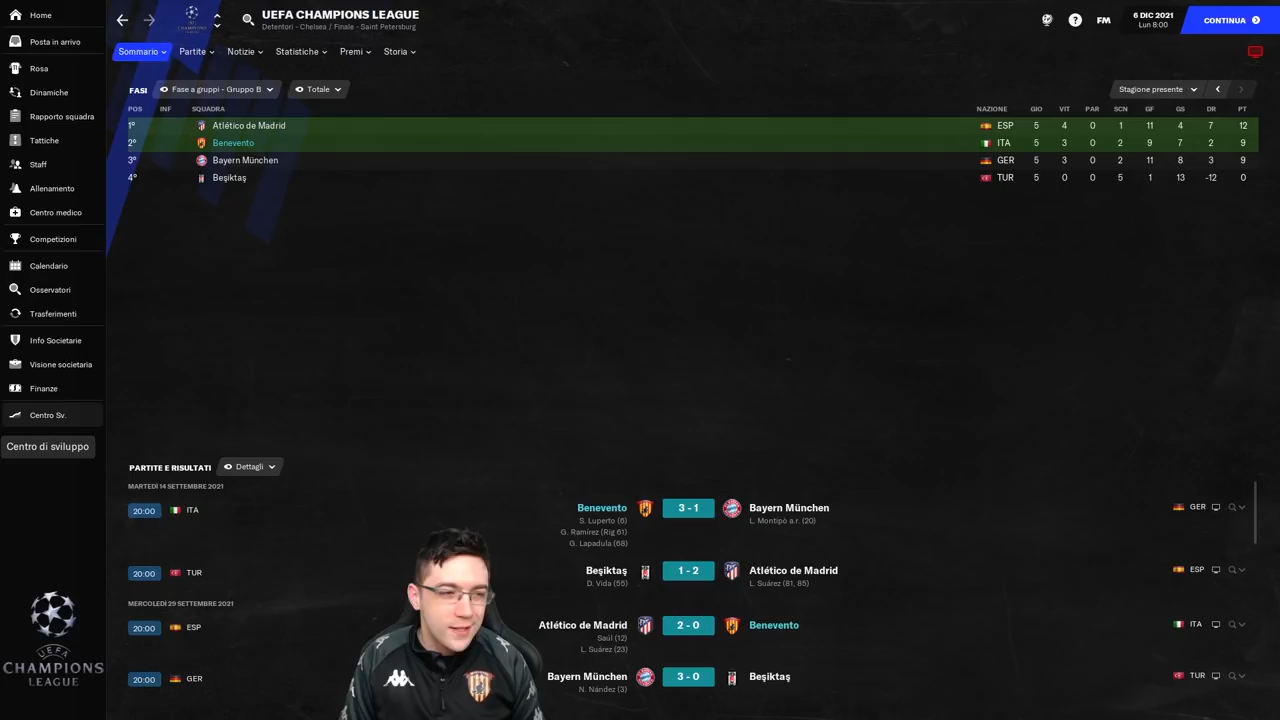 Home
Posta in arrivo
Rosa
Dinamiche
Rapporto squadra
Tattiche
Staff
Allenamento
Centro medico
Competizioni
Calendario
Osservatori
Trasferimenti
Info Societarie
Visione societaria
Finanze
Centro Sv.
Centro di sviluppo
UEFA
CHAMPIONS
LEAGUE
UEFA CHAMPIONS LEAGUE
Detentori - Chelsea / Finale - Saint Petersburg
FM
6 DIC 2021
Lun 8:00
CONTINUA
Sommario Partite Notizie Statistiche Premi Storia
FASI Fase a gruppi - Gruppo B Totale Stagione presente
POS INF SQUADRA NAZIONE GIO VIT PAR SCN GF GS DR PT
1º Atlético de Madrid ESP 5 4 0 1 11 4 7 12
2º Benevento ITA 5 3 0 2 9 7 2 9
3º Bayern München GER 5 3 0 2 11 8 3 9
4º Beşiktaş TUR 5 0 0 5 1 13 -12 0
PARTITE E RISULTATI Dettagli
MARTEDÌ 14 SETTEMBRE 2021
20:00 ITA Benevento 3 - 1 Bayern München GER
S. Luperto (6) L. Montipò a.r. (20)
G. Ramírez (Rig 61)
G. Lapadula (68)
20:00 TUR Beşiktaş 1 - 2 Atlético de Madrid ESP
D. Vida (55) L. Suárez (81, 85)
MERCOLEDÌ 29 SETTEMBRE 2021
20:00 ESP Atlético de Madrid 2 - 0 Benevento ITA
Saúl (12)
L. Suárez (23)
20:00 GER Bayern München 3 - 0 Beşiktaş TUR
N. Nández (3)